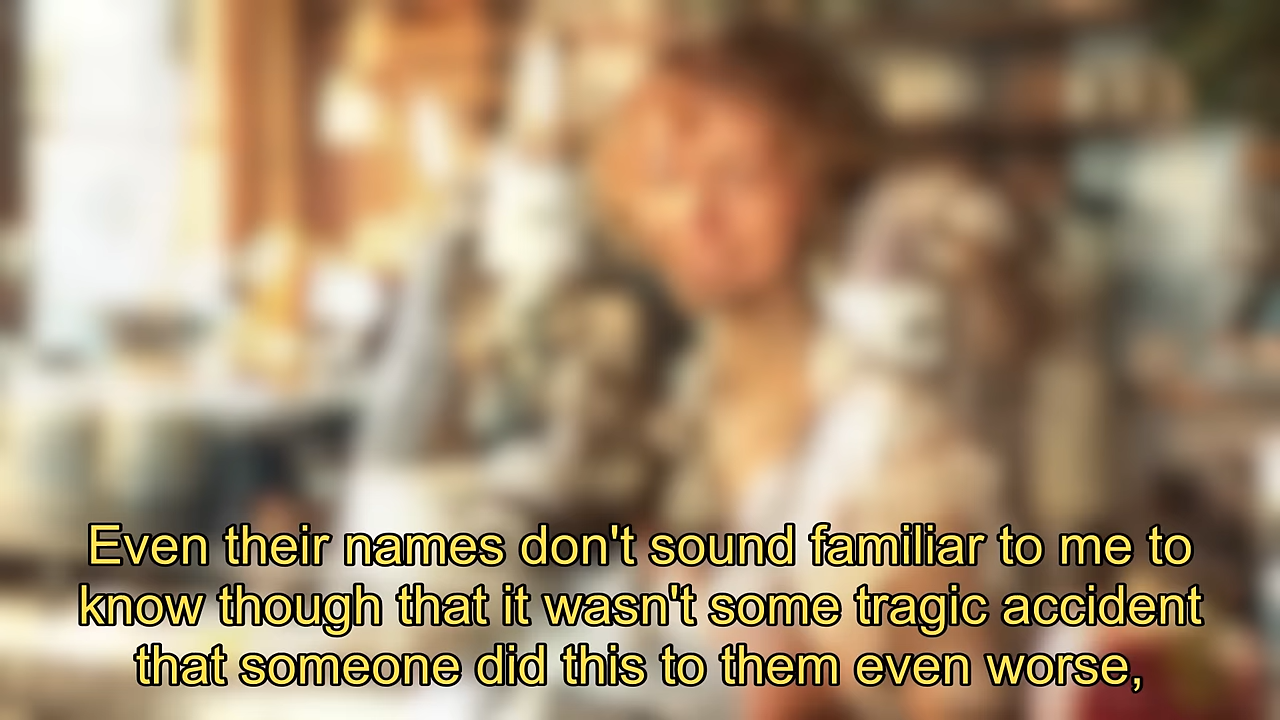 Even their names don't sound familiar to me to
know though that it wasn't some tragic accident
that someone did this to them even worse,